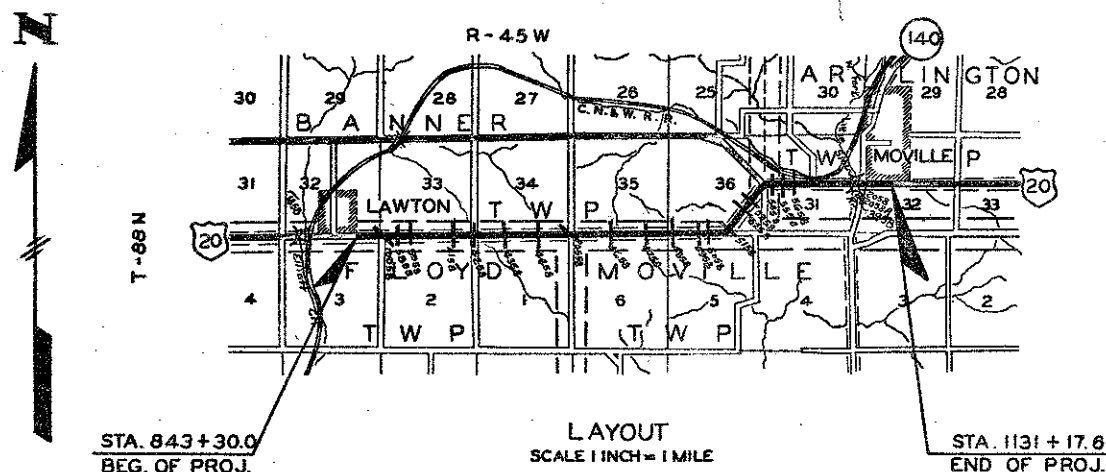 N
R-45 W
140
ARLINGTON
30 29 28 27 26 25 30 29 28
C. N. & W. R. R.
BANNER
TWP
MOVILLE
31 32 33 34 35 36 31 32 33
LAWTON TWP
20
20
T-88 N
FLOYD MOVILLE
4 3 2 1 6 5 4 3 2
TWP TWP
LAYOUT
SCALE 1 INCH = 1 MILE
STA. 843+30.0
BEG. OF PROJ.
STA. 1131+17.6
END OF PROJ.